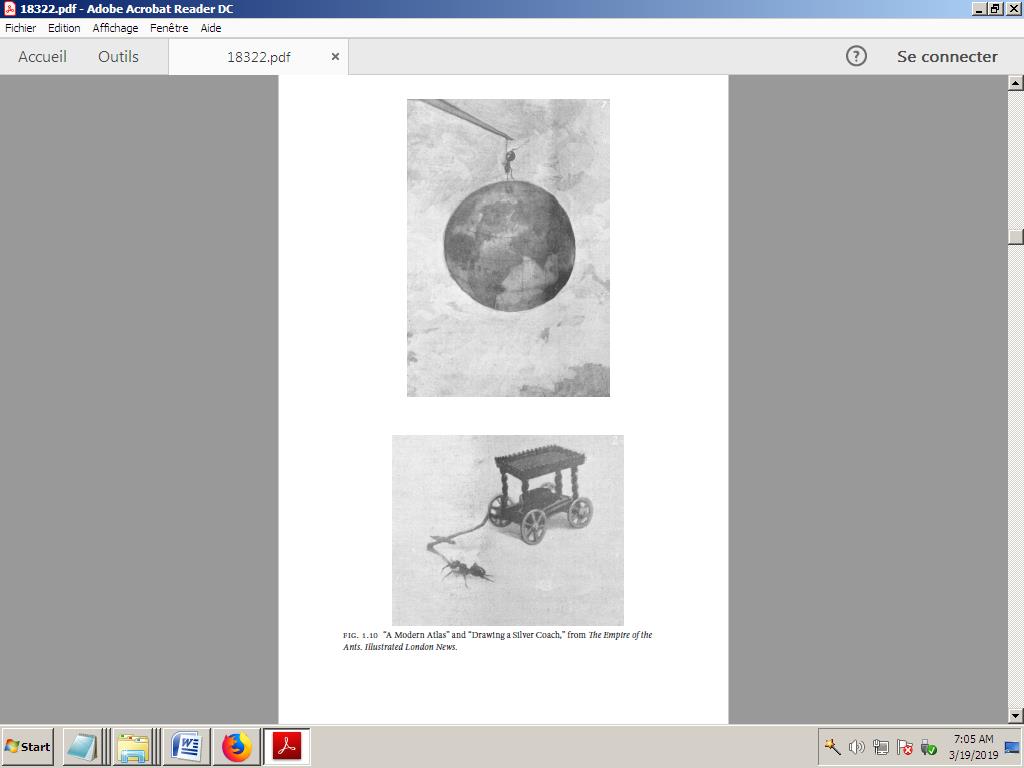 18322.pdf - Adobe Acrobat Reader DC
Fichier Edition Affichage Fenêtre Aide
Accueil Outils 18322.pdf × ? Se connecter
7
2
FIG. 1.10 “A Modern Atlas” and “Drawing a Silver Coach,” from The Empire of the
Ants. Illustrated London News.
Start
7:05 AM
3/19/2019